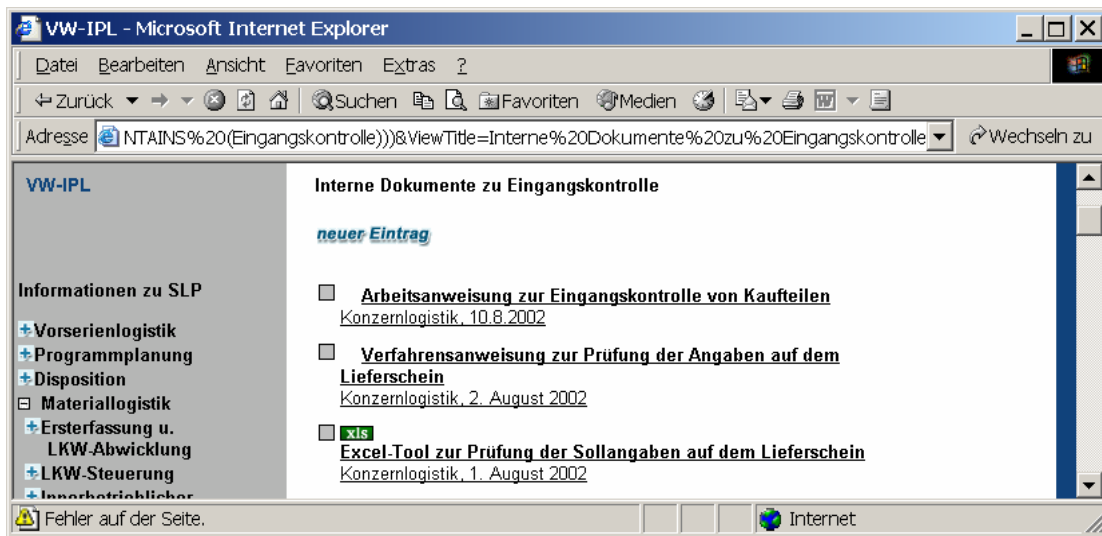 VW-IPL - Microsoft Internet Explorer
Datei Bearbeiten Ansicht Favoriten Extras ?
Zurück Suchen Favoriten Medien
Adresse NTAINS%20(Eingangskontrolle)))&ViewTitle=Interne%20Dokumente%20zu%20Eingangskontrolle Wechseln zu
VW-IPL
Interne Dokumente zu Eingangskontrolle
neuer Eintrag
Informationen zu SLP
Vorserienlogistik
Programmplanung
Disposition
Materiallogistik
Ersterfassung u.
LKW-Abwicklung
LKW-Steuerung
Innerbetrieblicher
Arbeitsanweisung zur Eingangskontrolle von Kaufteilen
Konzernlogistik, 10.8.2002
Verfahrensanweisung zur Prüfung der Angaben auf dem
Lieferschein
Konzernlogistik, 2. August 2002
xls
Excel-Tool zur Prüfung der Sollangaben auf dem Lieferschein
Konzernlogistik, 1. August 2002
Fehler auf der Seite.
Internet